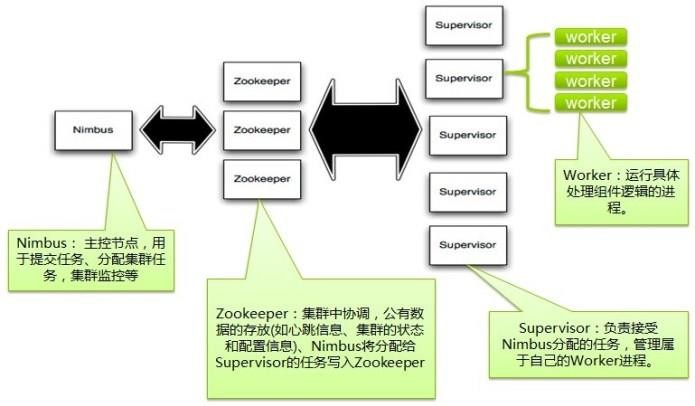 Supervisor
worker
worker
worker
worker
Zookeeper
Supervisor
Nimbus
Zookeeper
Supervisor
Zookeeper
Supervisor
Worker：运行具体
处理组件逻辑的进
程。
Nimbus： 主控节点，用
于提交任务、分配集群任
务，集群监控等
Supervisor
Zookeeper：集群中协调，公有数
据的存放(如心跳信息、集群的状态
和配置信息)、Nimbus将分配给
Supervisor的任务写入Zookeeper
Supervisor：负责接受
Nimbus分配的任务，管理属
于自己的Worker进程。